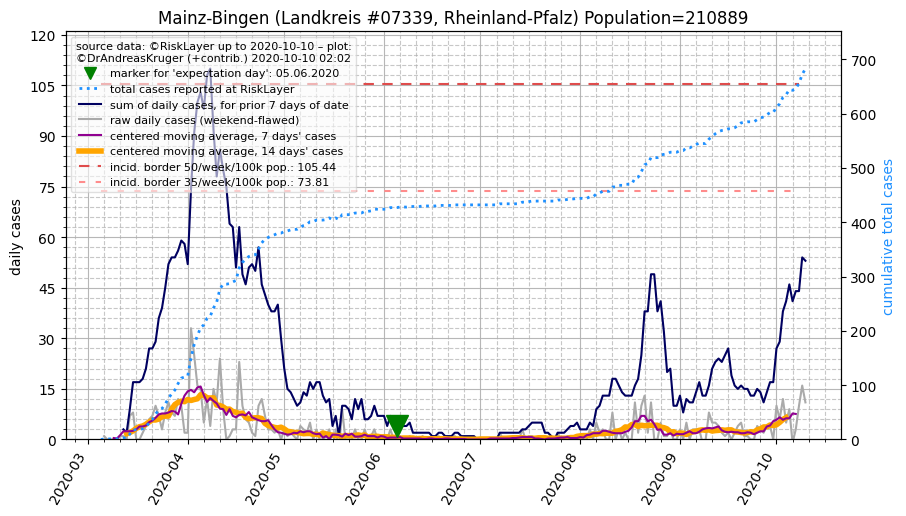 Mainz-Bingen (Landkreis #07339, Rheinland-Pfalz) Population=210889
source data: ©RiskLayer up to 2020-10-10 – plot:
©DrAndreasKruger (+contrib.) 2020-10-10 02:02
marker for 'expectation day': 05.06.2020
total cases reported at RiskLayer
sum of daily cases, for prior 7 days of date
raw daily cases (weekend-flawed)
centered moving average, 7 days' cases
centered moving average, 14 days' cases
incid. border 50/week/100k pop.: 105.44
incid. border 35/week/100k pop.: 73.81
daily cases
120
105
90
75
60
45
30
15
0
cumulative total cases
700
600
500
400
300
200
100
0
2020-03
2020-04
2020-05
2020-06
2020-07
2020-08
2020-09
2020-10